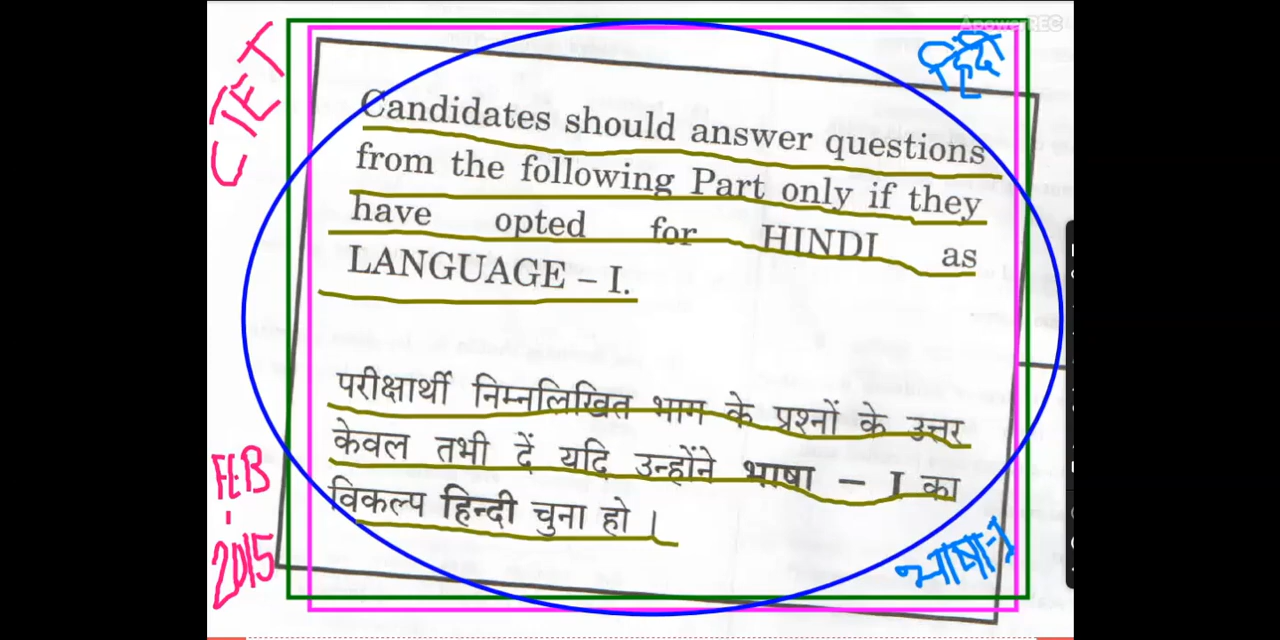 ApowerREC
CTET
हिंदी
Candidates should answer questions
from the following Part only if they
have opted for HINDI as
LANGUAGE – I.
परीक्षार्थी निम्नलिखित भाग के प्रश्नों के उत्तर
केवल तभी दें यदि उन्होंने भाषा – I का
विकल्प हिन्दी चुना हो ।
FEB
-
2015
भाषा-1